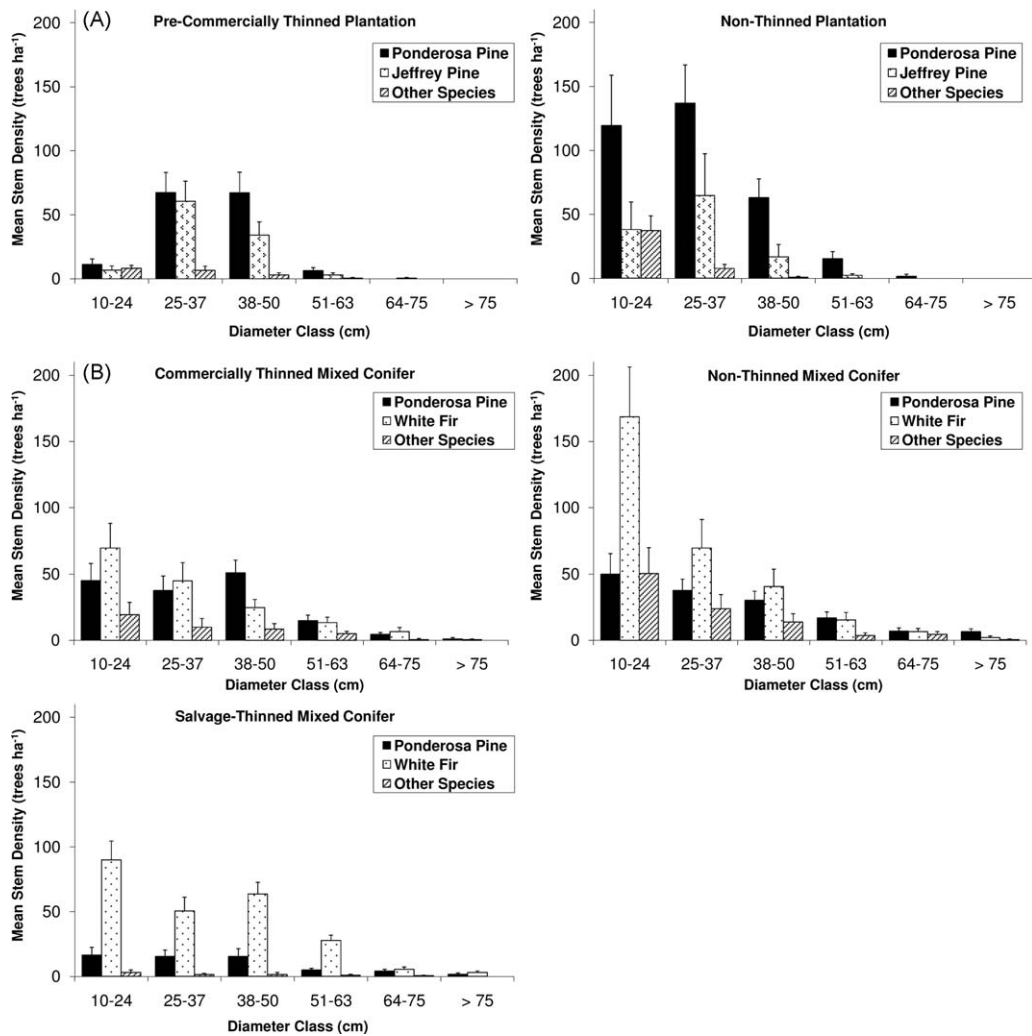 (A)
Pre-Commercially Thinned Plantation
Mean Stem Density (trees ha⁻¹)
200
150
100
50
0
Ponderosa Pine
Jeffrey Pine
Other Species
10-24 25-37 38-50 51-63 64-75 > 75
Diameter Class (cm)
Non-Thinned Plantation
Mean Stem Density (trees ha⁻¹)
200
150
100
50
0
Ponderosa Pine
Jeffrey Pine
Other Species
10-24 25-37 38-50 51-63 64-75 > 75
Diameter Class (cm)
(B)
Commercially Thinned Mixed Conifer
Mean Stem Density (trees ha⁻¹)
200
150
100
50
0
Ponderosa Pine
White Fir
Other Species
10-24 25-37 38-50 51-63 64-75 > 75
Diameter Class (cm)
Non-Thinned Mixed Conifer
Mean Stem Density (trees ha⁻¹)
200
150
100
50
0
Ponderosa Pine
White Fir
Other Species
10-24 25-37 38-50 51-63 64-75 > 75
Diameter Class (cm)
Salvage-Thinned Mixed Conifer
Mean Stem Density (trees ha⁻¹)
200
150
100
50
0
Ponderosa Pine
White Fir
Other Species
10-24 25-37 38-50 51-63 64-75 > 75
Diameter Class (cm)